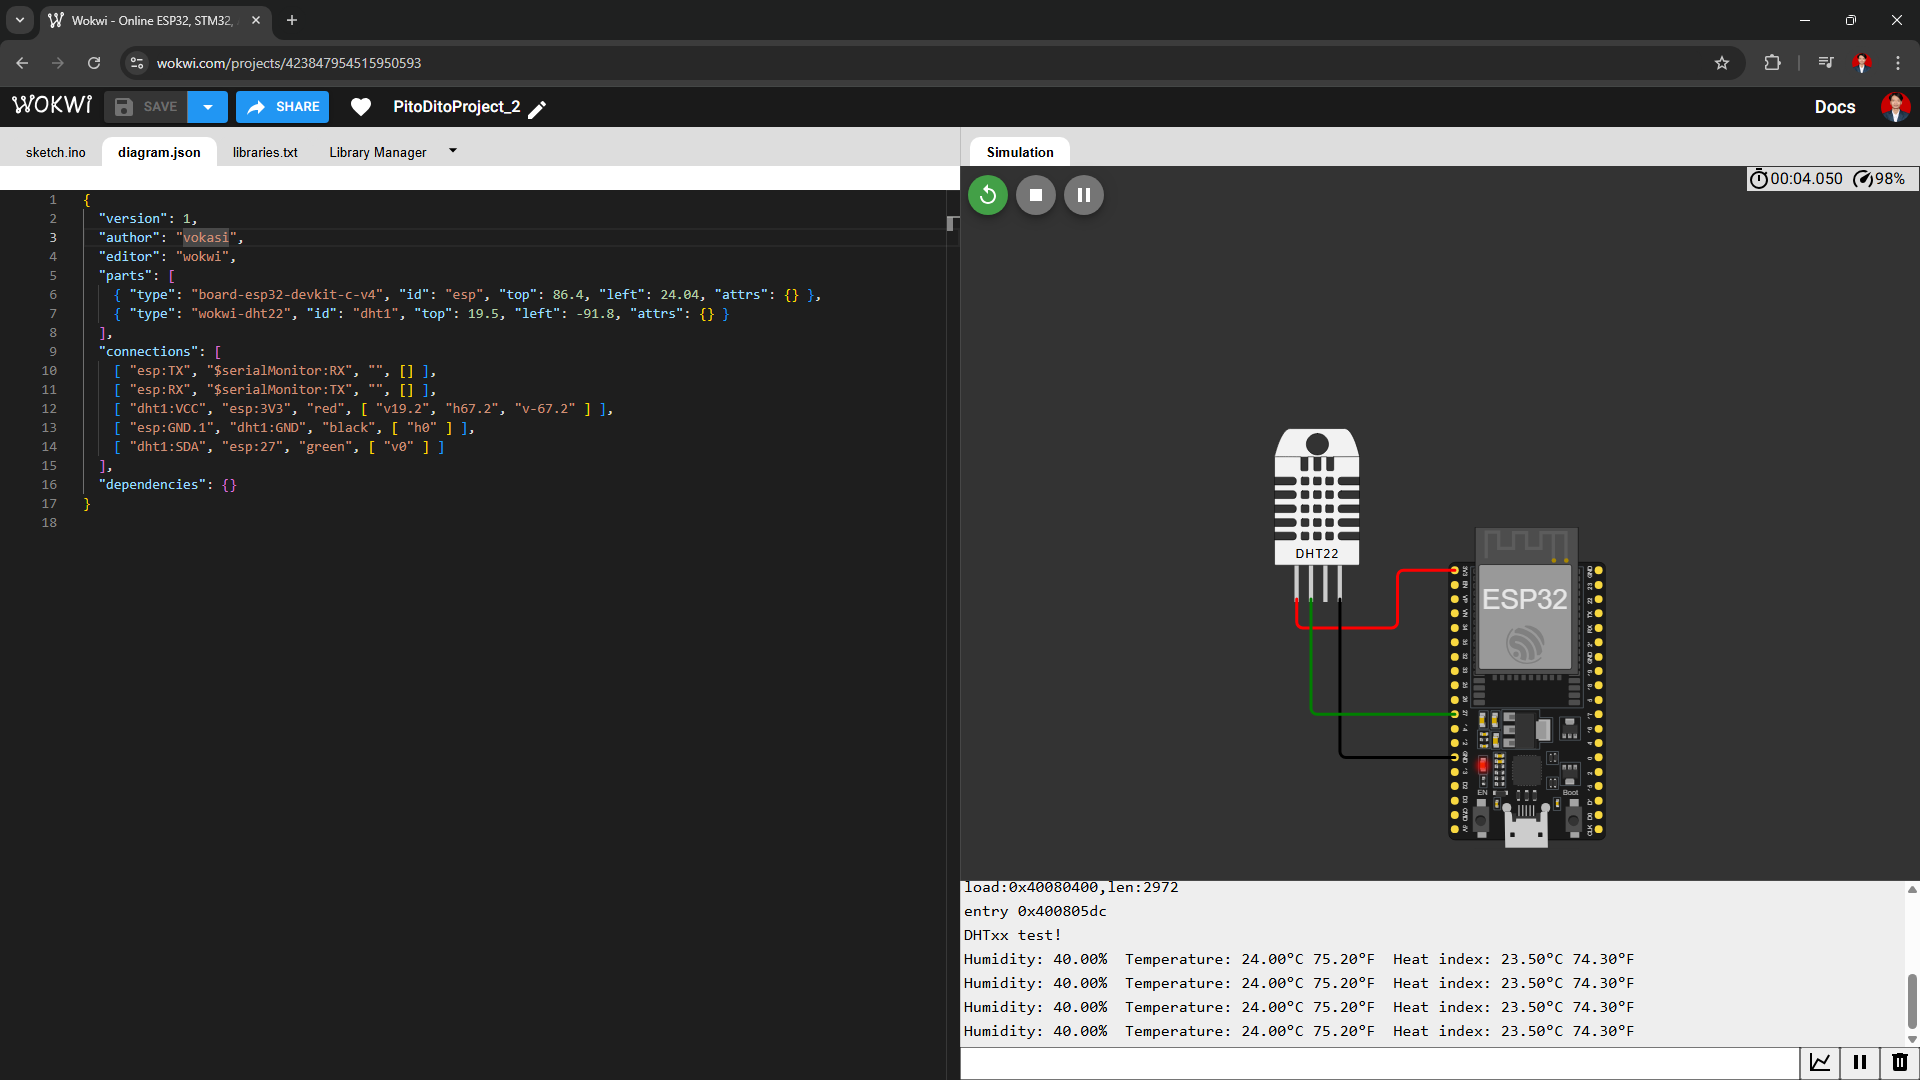 Wokwi - Online ESP32, STM32,
wokwi.com/projects/423847954515950593
WOKWI
SAVE
SHARE
PitoDitoProject_2
Docs
sketch.ino
diagram.json
libraries.txt
Library Manager
Simulation
00:04.050
98%
1 {
2 "version": 1,
3 "author": "vokasi",
4 "editor": "wokwi",
5 "parts": [
6 { "type": "board-esp32-devkit-c-v4", "id": "esp", "top": 86.4, "left": 24.04, "attrs": {} },
7 { "type": "wokwi-dht22", "id": "dht1", "top": 19.5, "left": -91.8, "attrs": {} }
8 ],
9 "connections": [
10 [ "esp:TX", "$serialMonitor:RX", "", [] ],
11 [ "esp:RX", "$serialMonitor:TX", "", [] ],
12 [ "dht1:VCC", "esp:3V3", "red", [ "v19.2", "h67.2", "v-67.2" ] ],
13 [ "esp:GND.1", "dht1:GND", "black", [ "h0" ] ],
14 [ "dht1:SDA", "esp:27", "green", [ "v0" ] ]
15 ],
16 "dependencies": {}
17 }
18
DHT22
ESP32
EN
Boot
load:0x40080400,len:2972
entry 0x400805dc
DHTxx test!
Humidity: 40.00%  Temperature: 24.00°C 75.20°F  Heat index: 23.50°C 74.30°F
Humidity: 40.00%  Temperature: 24.00°C 75.20°F  Heat index: 23.50°C 74.30°F
Humidity: 40.00%  Temperature: 24.00°C 75.20°F  Heat index: 23.50°C 74.30°F
Humidity: 40.00%  Temperature: 24.00°C 75.20°F  Heat index: 23.50°C 74.30°F